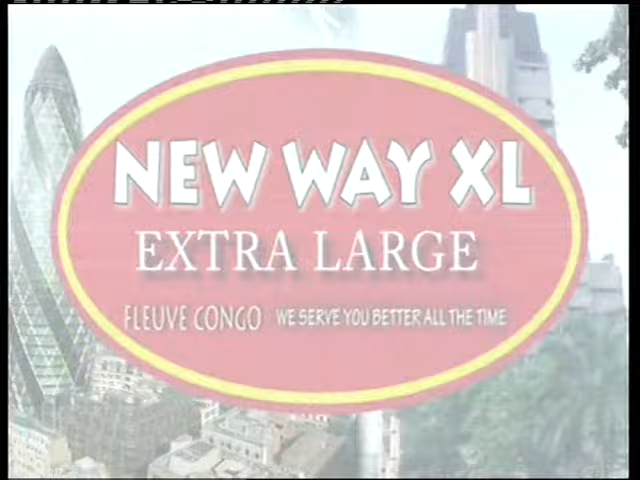 NEW WAY XL
EXTRA LARGE
FLEUVE CONGO WE SERVE YOU BETTER ALL THE TIME